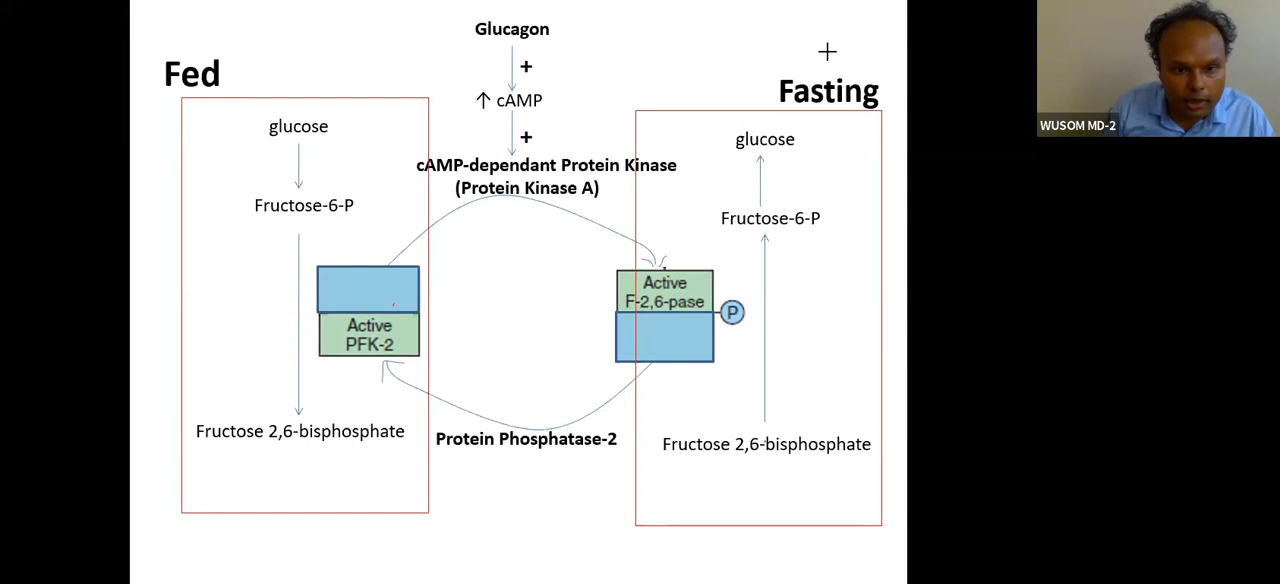 Glucagon
+
Fed
↑ cAMP
Fasting
+
glucose
glucose
cAMP-dependant Protein Kinase
(Protein Kinase A)
Fructose-6-P
Fructose-6-P
Active
F-2,6-pase
P
Active
PFK-2
Fructose 2,6-bisphosphate
Protein Phosphatase-2
Fructose 2,6-bisphosphate
WUSOM MD-2